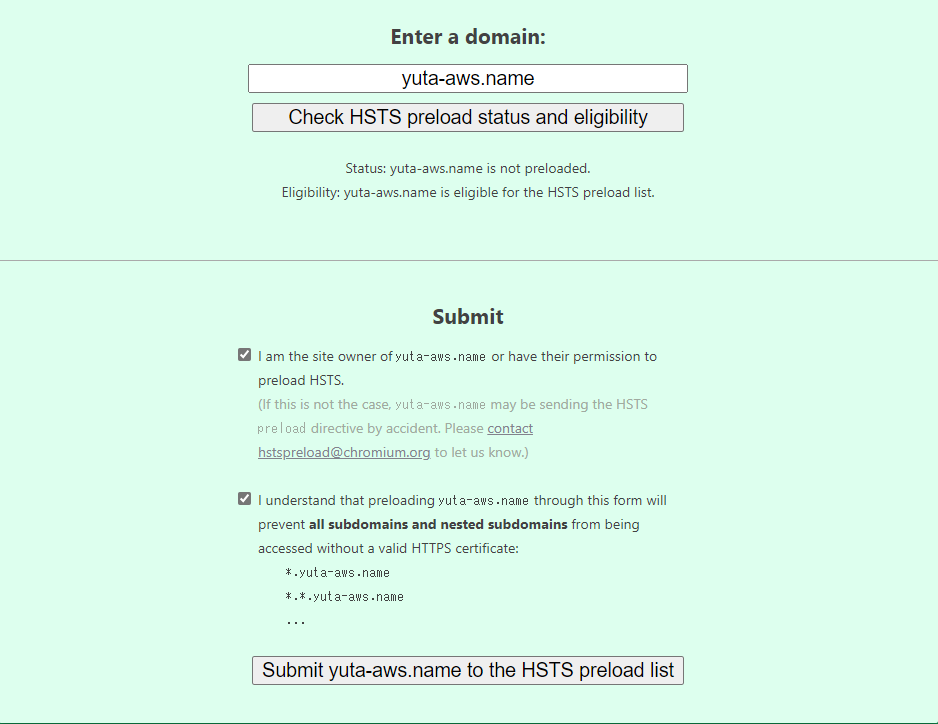 Enter a domain:
yuta-aws.name
Check HSTS preload status and eligibility
Status: yuta-aws.name is not preloaded.
Eligibility: yuta-aws.name is eligible for the HSTS preload list.
Submit
I am the site owner of yuta-aws.name or have their permission to
preload HSTS.
(If this is not the case, yuta-aws.name may be sending the HSTS
preload directive by accident. Please contact
hstspreload@chromium.org to let us know.)
I understand that preloading yuta-aws.name through this form will
prevent all subdomains and nested subdomains from being
accessed without a valid HTTPS certificate:
*.yuta-aws.name
*.*.yuta-aws.name
...
Submit yuta-aws.name to the HSTS preload list